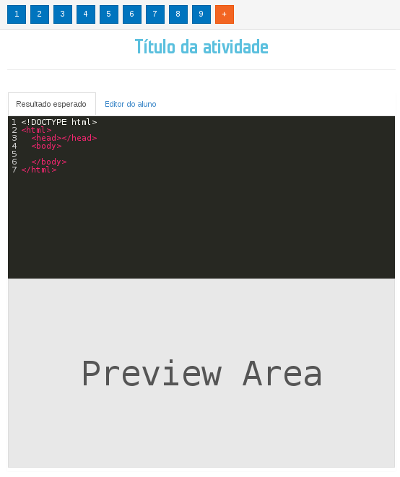 1 2 3 4 5 6 7 8 9 +
Título da atividade
Resultado esperado Editor do aluno
1 <!DOCTYPE html>
2 <html>
3   <head></head>
4   <body>
5
6   </body>
7 </html>
Preview Area